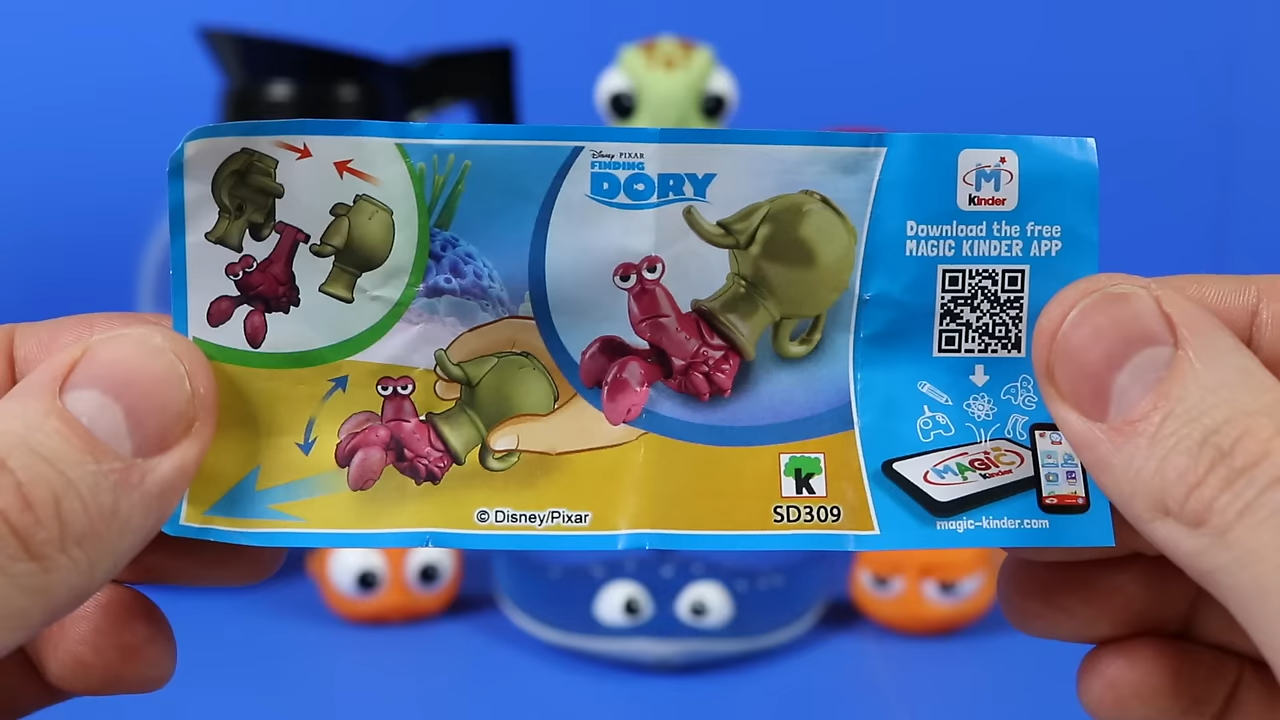 Disney · PIXAR
FINDING
DORY
© Disney/Pixar
K
SD309
M
Kinder
Download the free
MAGIC KINDER APP
ABC
MAGIC
Kinder
magic-kinder.com